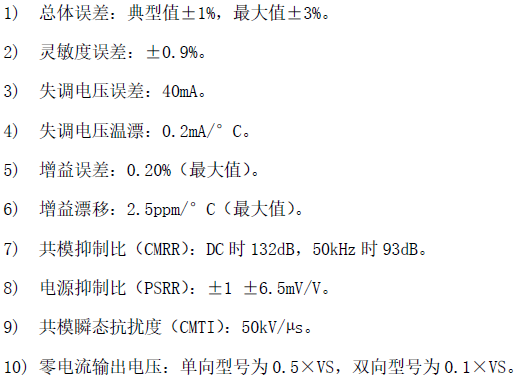 1) 总体误差：典型值±1%，最大值±3%。
2) 灵敏度误差：±0.9%。
3) 失调电压误差：40mA。
4) 失调电压温漂：0.2mA/°C。
5) 增益误差：0.20%（最大值）。
6) 增益漂移：2.5ppm/°C（最大值）。
7) 共模抑制比（CMRR）：DC 时 132dB，50kHz 时 93dB。
8) 电源抑制比（PSRR）：±1 ±6.5mV/V。
9) 共模瞬态抗扰度（CMTI）：50kV/μs。
10) 零电流输出电压：单向型号为 0.5×VS，双向型号为 0.1×VS。